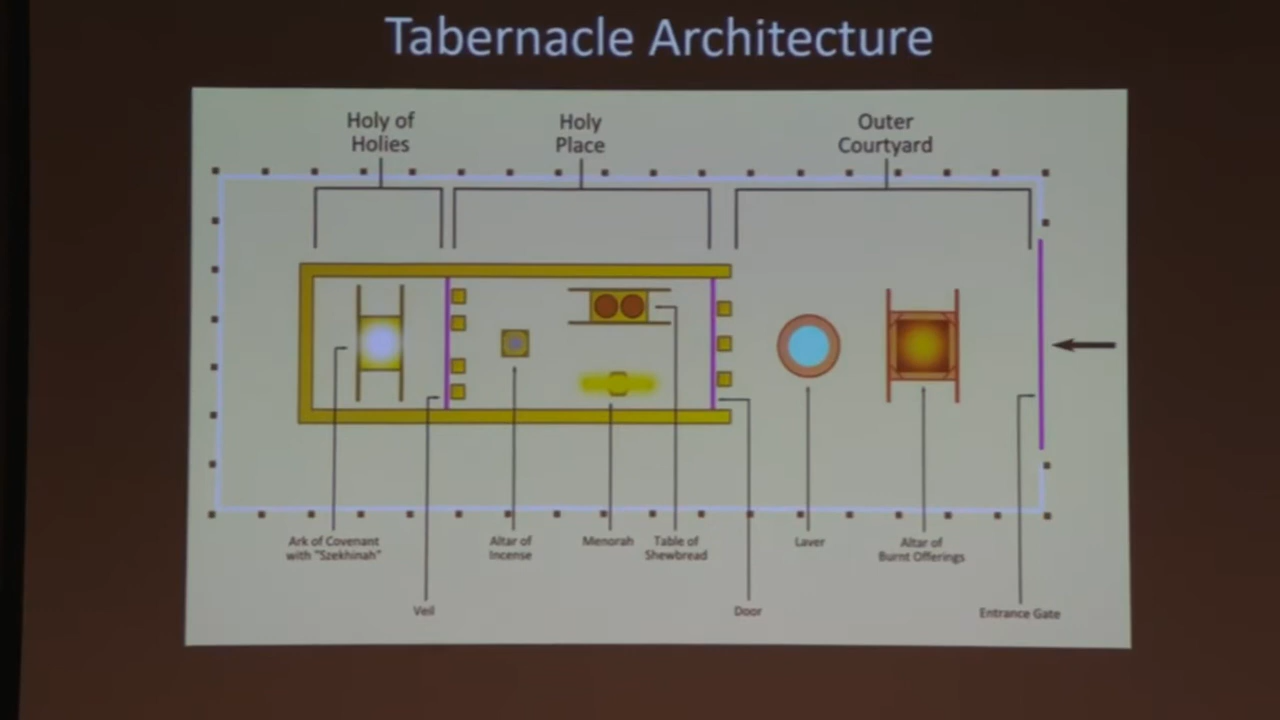 Tabernacle Architecture
Holy of
Holies
Holy
Place
Outer
Courtyard
Ark of Covenant
with "Szekhinah"
Altar of
Incense
Menorah
Table of
Shewbread
Laver
Altar of
Burnt Offerings
Veil
Door
Entrance Gate